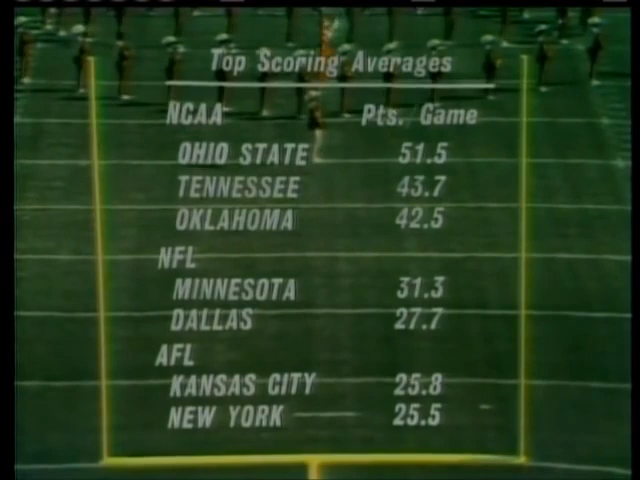 Top Scoring Averages
NCAA Pts. Game
OHIO STATE 51.5
TENNESSEE 43.7
OKLAHOMA 42.5
NFL
MINNESOTA 31.3
DALLAS 27.7
AFL
KANSAS CITY 25.8
NEW YORK 25.5